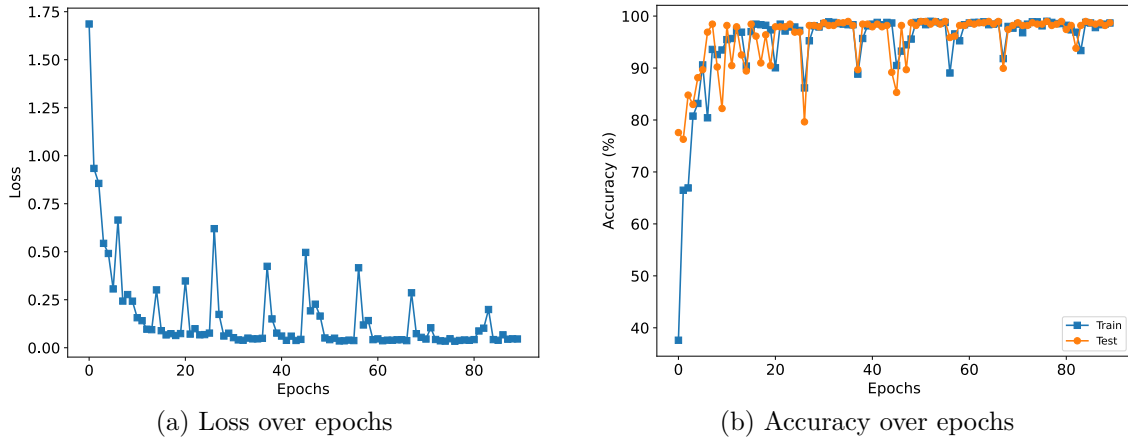 1.75
1.50
1.25
1.00
0.75
0.50
0.25
0.00
Loss
0 20 40 60 80
Epochs
(a) Loss over epochs
100
90
80
70
60
50
40
Accuracy (%)
Train
Test
0 20 40 60 80
Epochs
(b) Accuracy over epochs